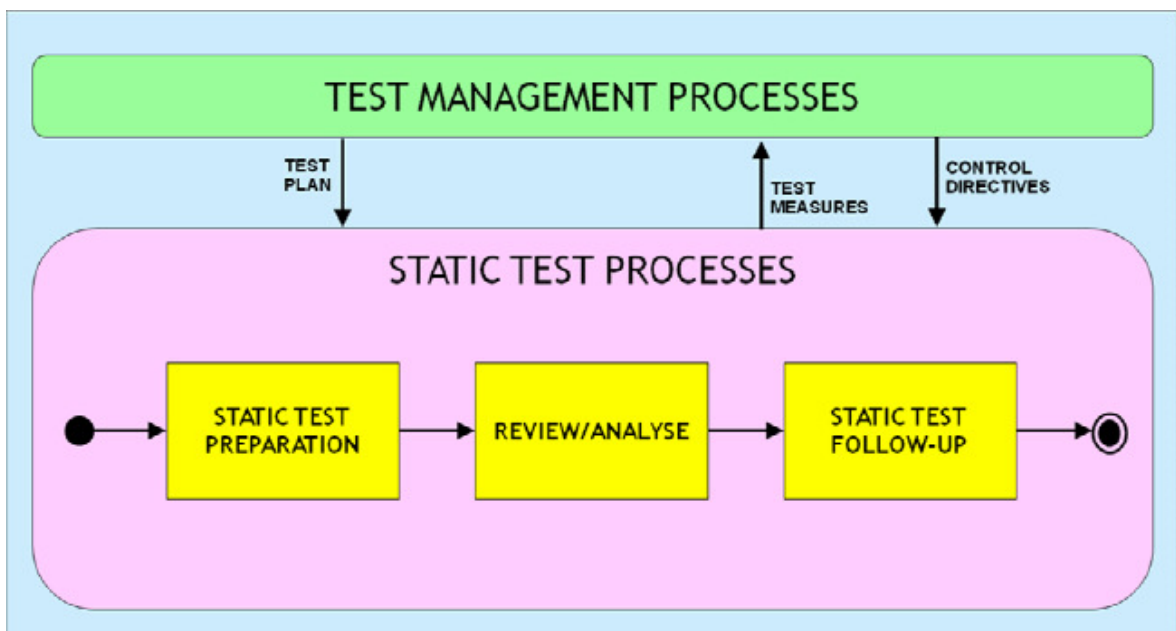 TEST MANAGEMENT PROCESSES
TEST
PLAN
TEST
MEASURES
CONTROL
DIRECTIVES
STATIC TEST PROCESSES
STATIC TEST
PREPARATION
REVIEW/ANALYSE
STATIC TEST
FOLLOW-UP